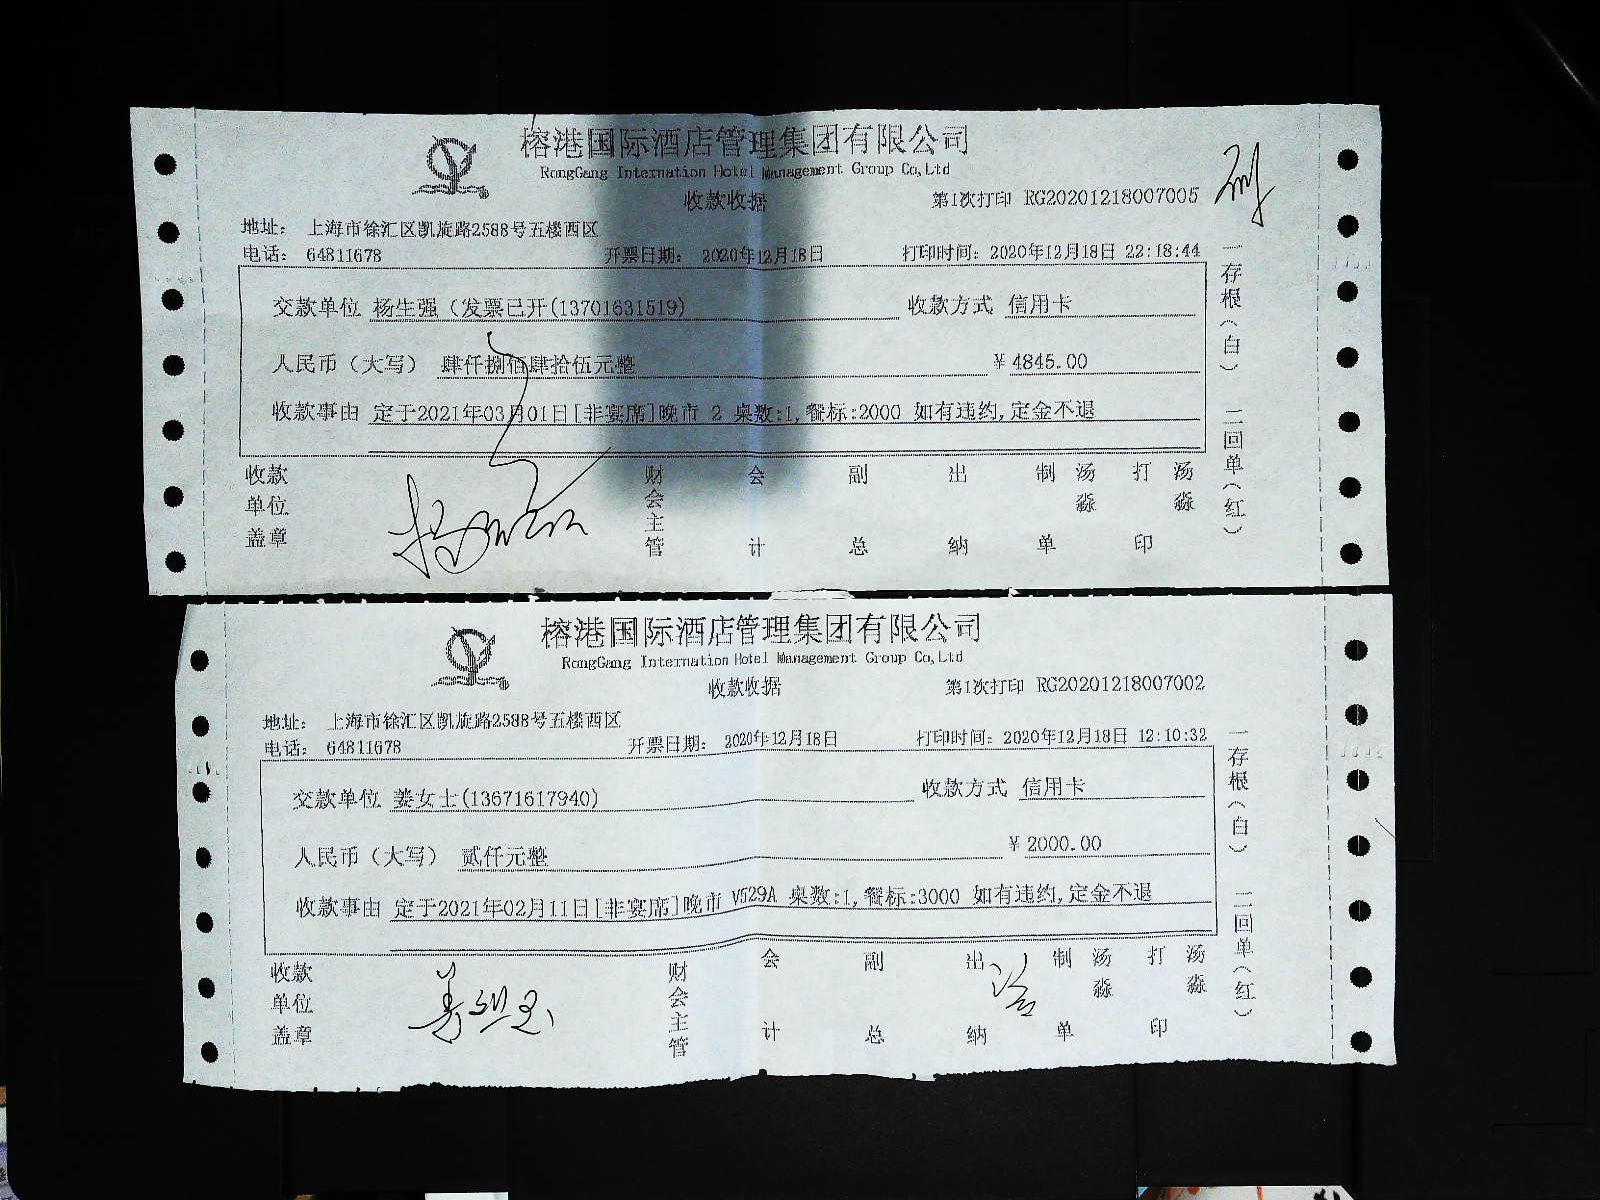 榕港国际酒店管理集团有限公司
RongGang Internation Hotel Management Group Co,Ltd
收款收据
第1次打印 RG20201218007005
地址: 上海市徐汇区凯旋路2588号五楼西区
电话: 64811678 开票日期: 2020年12月18日 打印时间: 2020年12月18日 22:18:44
交款单位 杨生强（发票已开(13701631519) 收款方式 信用卡
人民币（大写） 肆仟捌佰肆拾伍元整 ¥4845.00
收款事由 定于2021年03月01日[非宴席]晚市 2 桌数:1,餐标:2000 如有违约,定金不退
收款单位盖章 财会主管 会计 副总 出纳 制单 汤淼 打印 汤淼
一存根（白） 二回单（红）
榕港国际酒店管理集团有限公司
RongGang Internation Hotel Management Group Co,Ltd
收款收据
第1次打印 RG20201218007002
地址: 上海市徐汇区凯旋路2588号五楼西区
电话: 64811678 开票日期: 2020年12月18日 打印时间: 2020年12月18日 12:10:32
交款单位 姜女士(13671617940) 收款方式 信用卡
人民币（大写） 贰仟元整 ¥2000.00
收款事由 定于2021年02月11日[非宴席]晚市 V529A 桌数:1,餐标:3000 如有违约,定金不退
收款单位盖章 财会主管 会计 副总 出纳 制单 汤淼 打印 汤淼
一存根（白） 二回单（红）